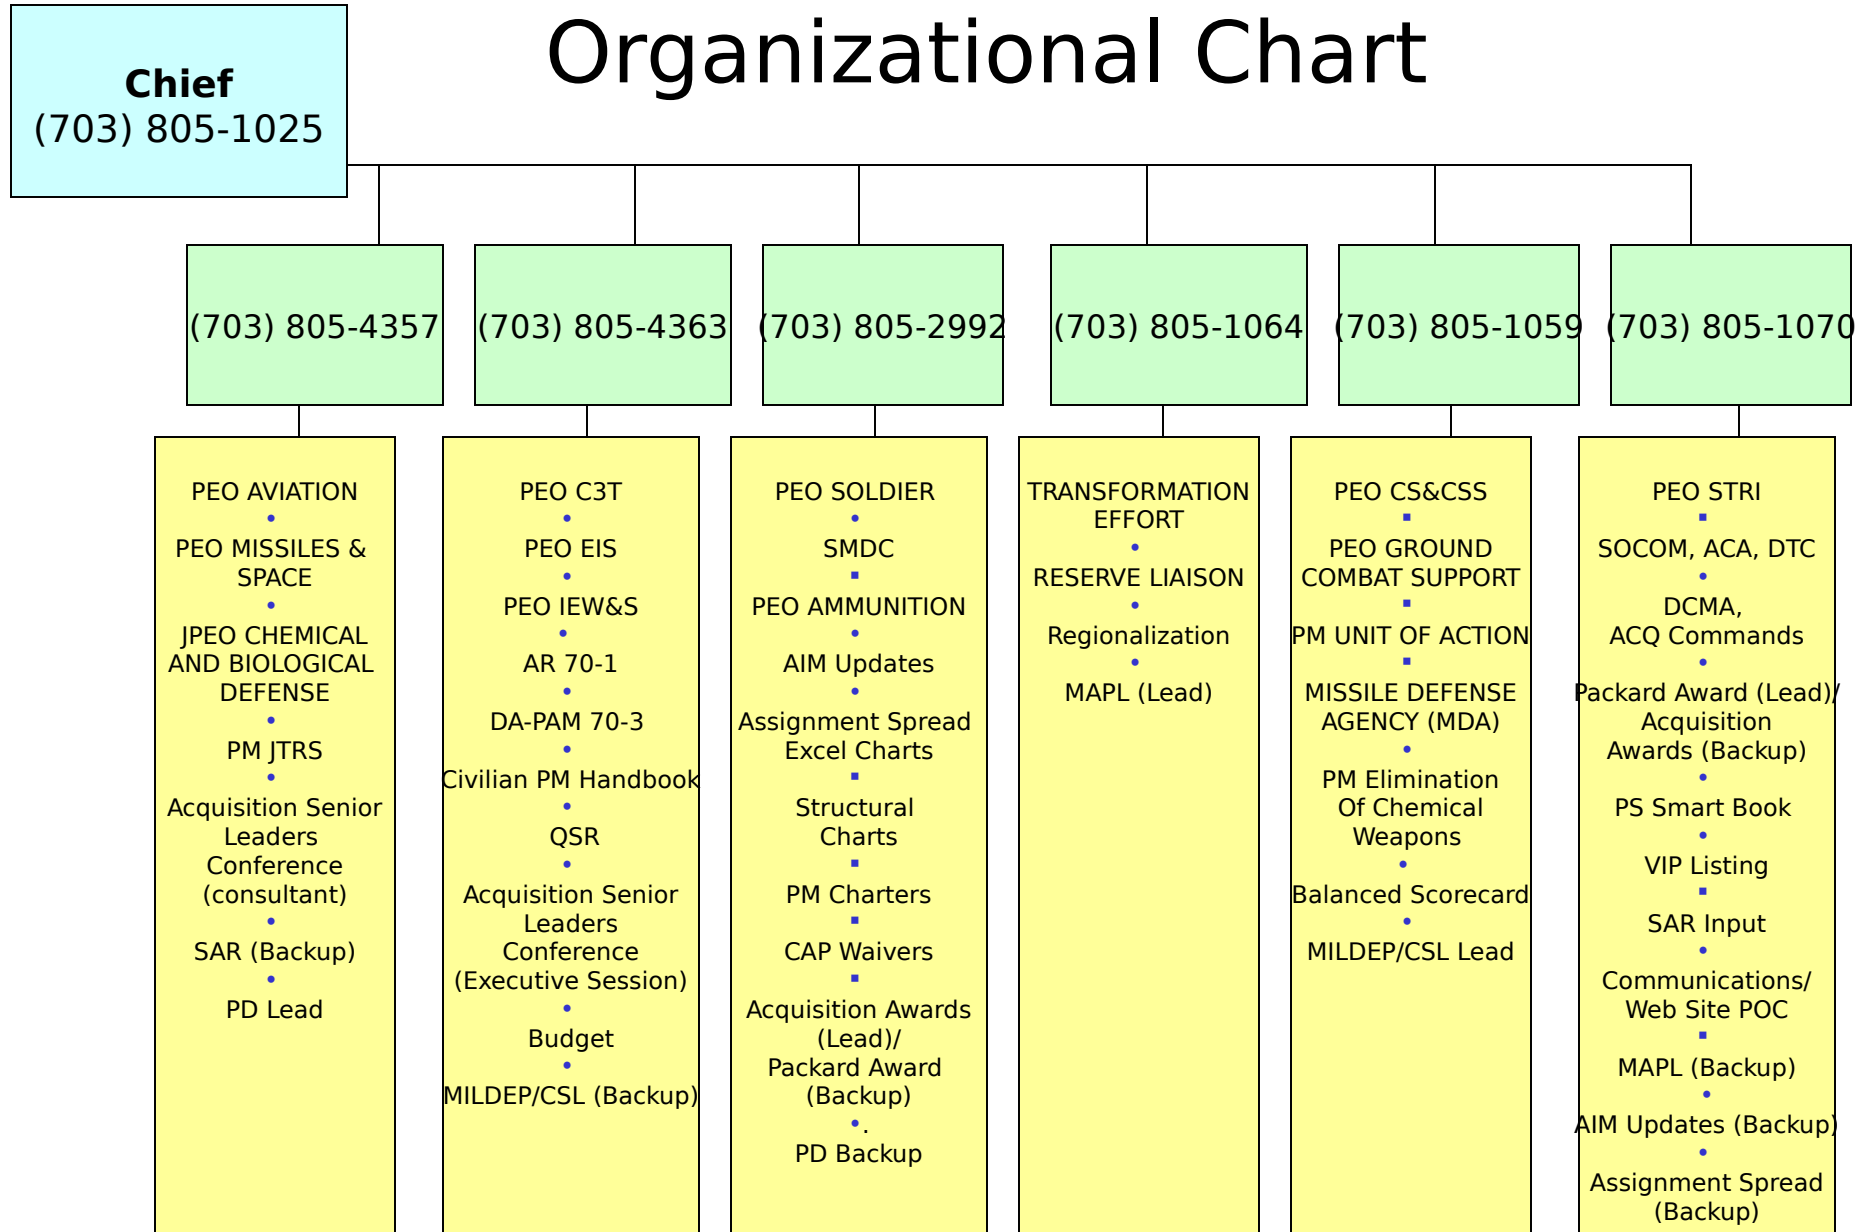 Organizational Chart
Chief
(703) 805-1025
(703) 805-4357
(703) 805-4363
(703) 805-2992
(703) 805-1064
(703) 805-1059
(703) 805-1070
PEO AVIATION
•
PEO MISSILES &
SPACE
•
JPEO CHEMICAL
AND BIOLOGICAL
DEFENSE
•
PM JTRS
•
Acquisition Senior
Leaders
Conference
(consultant)
•
SAR (Backup)
•
PD Lead
PEO C3T
•
PEO EIS
•
PEO IEW&S
•
AR 70-1
•
DA-PAM 70-3
•
Civilian PM Handbook
•
QSR
•
Acquisition Senior
Leaders
Conference
(Executive Session)
•
Budget
•
MILDEP/CSL (Backup)
PEO SOLDIER
•
SMDC
▪
PEO AMMUNITION
•
AIM Updates
•
Assignment Spread
Excel Charts
▪
Structural
Charts
▪
PM Charters
▪
CAP Waivers
▪
Acquisition Awards
(Lead)/
Packard Award
(Backup)
•.
PD Backup
TRANSFORMATION
EFFORT
•
RESERVE LIAISON
•
Regionalization
•
MAPL (Lead)
PEO CS&CSS
▪
PEO GROUND
COMBAT SUPPORT
▪
PM UNIT OF ACTION
▪
MISSILE DEFENSE
AGENCY (MDA)
•
PM Elimination
Of Chemical
Weapons
•
Balanced Scorecard
•
MILDEP/CSL Lead
PEO STRI
▪
SOCOM, ACA, DTC
•
DCMA,
ACQ Commands
•
Packard Award (Lead)/
Acquisition
Awards (Backup)
•
PS Smart Book
•
VIP Listing
▪
SAR Input
•
Communications/
Web Site POC
▪
MAPL (Backup)
•
AIM Updates (Backup)
•
Assignment Spread
(Backup)